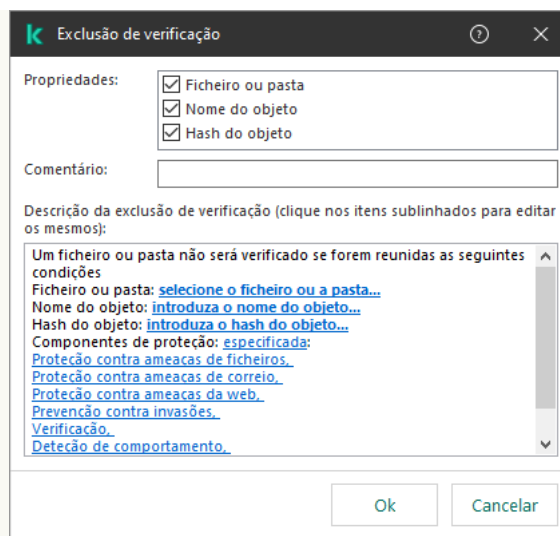 Exclusão de verificação
Propriedades:
Ficheiro ou pasta
Nome do objeto
Hash do objeto
Comentário:
Descrição da exclusão de verificação (clique nos itens sublinhados para editar
os mesmos):
Um ficheiro ou pasta não será verificado se forem reunidas as seguintes
condições
Ficheiro ou pasta: selecione o ficheiro ou a pasta...
Nome do objeto: introduza o nome do objeto...
Hash do objeto: introduza o hash do objeto...
Componentes de proteção: especificada:
Proteção contra ameaças de ficheiros,
Proteção contra ameaças de correio,
Proteção contra ameaças da web,
Prevenção contra invasões,
Verificação,
Deteção de comportamento,
Ok
Cancelar